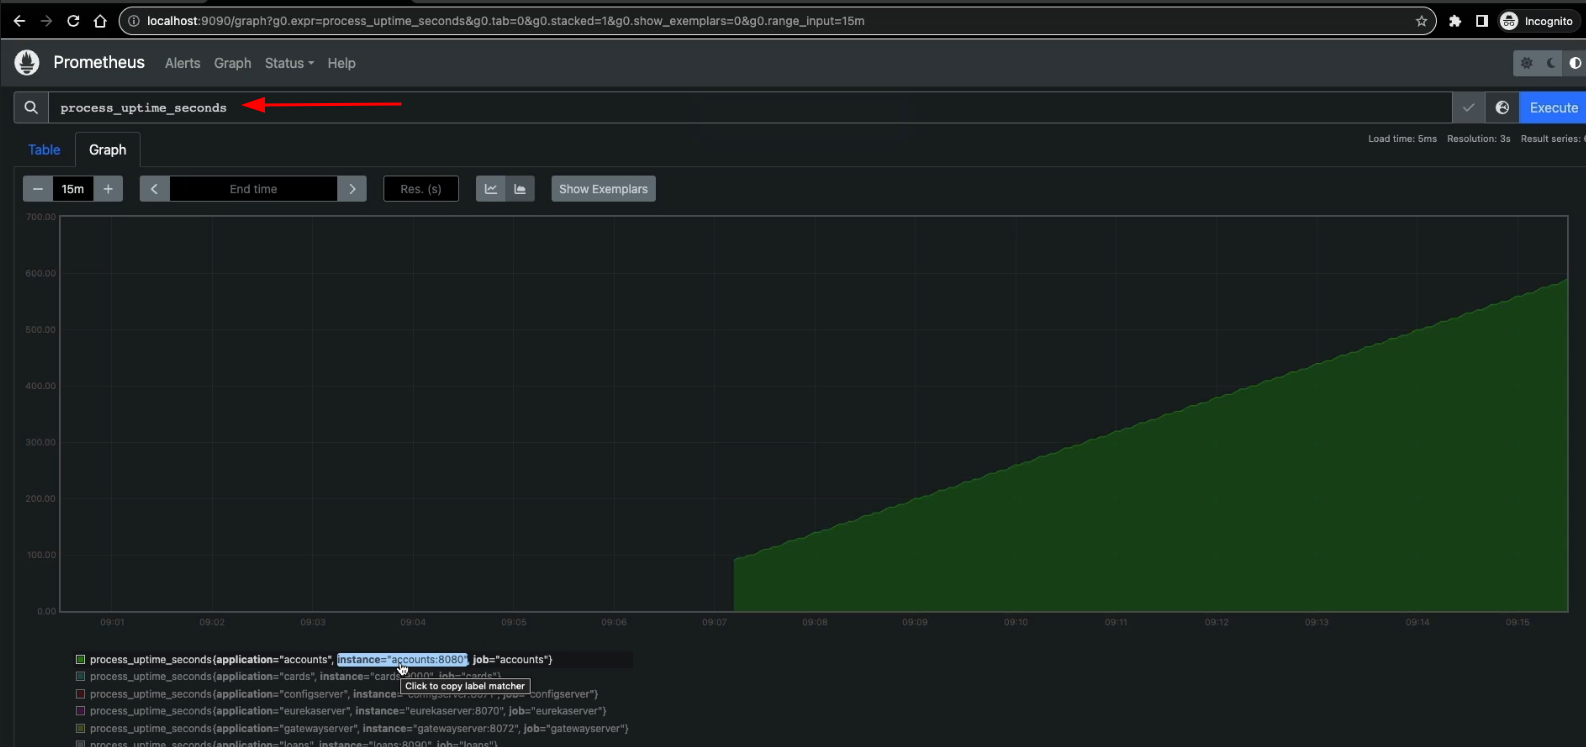 localhost:9090/graph?g0.expr=process_uptime_seconds&g0.tab=0&g0.stacked=1&g0.show_exemplars=0&g0.range_input=15m
Incognito
Prometheus Alerts Graph Status Help
process_uptime_seconds
Execute
Load time: 5ms Resolution: 3s Result series:
Table Graph
− 15m + End time Res. (s) Show Exemplars
700.00
600.00
500.00
400.00
300.00
200.00
100.00
0.00
09:01 09:02 09:03 09:04 09:05 09:06 09:07 09:08 09:09 09:10 09:11 09:12 09:13 09:14 09:15
process_uptime_seconds{application="accounts", instance="accounts:8080", job="accounts"}
process_uptime_seconds{application="cards", instance="cards:9000", job="cards"}
Click to copy label matcher
process_uptime_seconds{application="configserver", instance="configserver:8071", job="configserver"}
process_uptime_seconds{application="eurekaserver", instance="eurekaserver:8070", job="eurekaserver"}
process_uptime_seconds{application="gatewayserver", instance="gatewayserver:8072", job="gatewayserver"}
process_uptime_seconds{application="loans", instance="loans:8090", job="loans"}